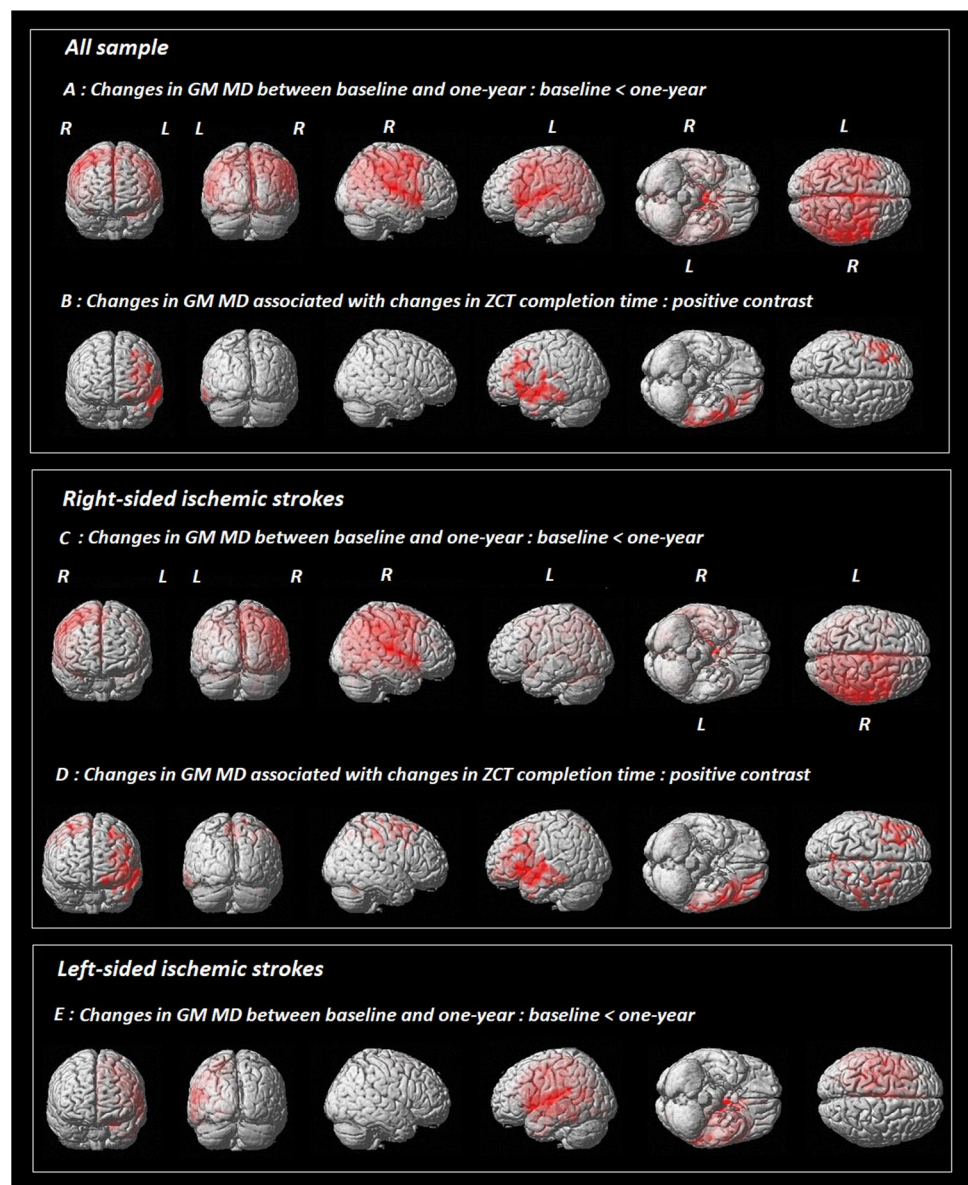 All sample
A : Changes in GM MD between baseline and one-year : baseline < one-year
R L L R R L R L
L R
B : Changes in GM MD associated with changes in ZCT completion time : positive contrast
Right-sided ischemic strokes
C : Changes in GM MD between baseline and one-year : baseline < one-year
R L L R R L R L
L R
D : Changes in GM MD associated with changes in ZCT completion time : positive contrast
Left-sided ischemic strokes
E : Changes in GM MD between baseline and one-year : baseline < one-year